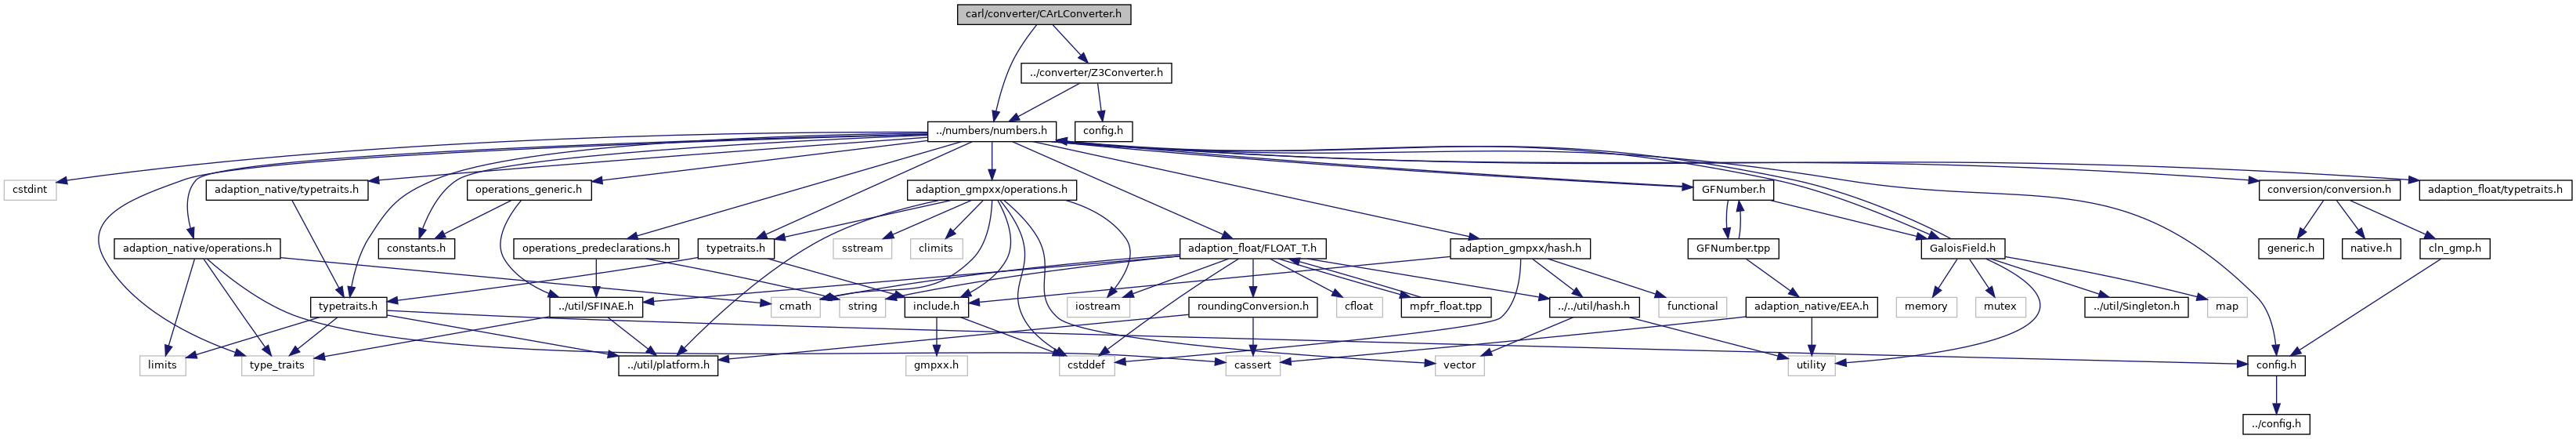 carl/converter/CArLConverter.h
../converter/Z3Converter.h
../numbers/numbers.h
config.h
cstdint
adaption_native/typetraits.h
operations_generic.h
adaption_gmpxx/operations.h
GFNumber.h
conversion/conversion.h
adaption_float/typetraits.h
adaption_native/operations.h
constants.h
operations_predeclarations.h
typetraits.h
sstream
climits
adaption_float/FLOAT_T.h
adaption_gmpxx/hash.h
GFNumber.tpp
GaloisField.h
generic.h
native.h
cln_gmp.h
typetraits.h
../util/SFINAE.h
cmath
string
include.h
iostream
roundingConversion.h
cfloat
mpfr_float.tpp
../../util/hash.h
functional
adaption_native/EEA.h
memory
mutex
../util/Singleton.h
map
limits
type_traits
../util/platform.h
gmpxx.h
cstddef
cassert
vector
utility
config.h
../config.h